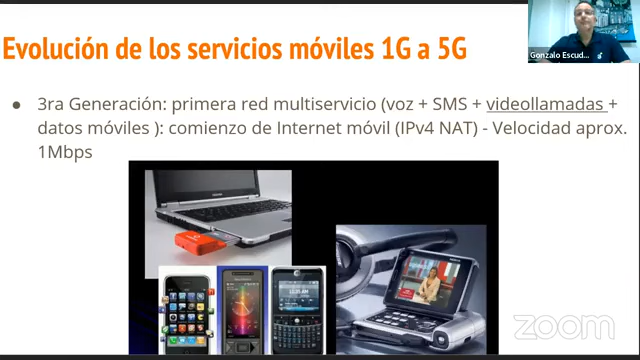 Evolución de los servicios móviles 1G a 5G
Gonzalo Escud...
● 3ra Generación: primera red multiservicio (voz + SMS + videollamadas +
datos móviles ): comienzo de Internet móvil (IPv4 NAT) - Velocidad aprox.
1Mbps
zoom